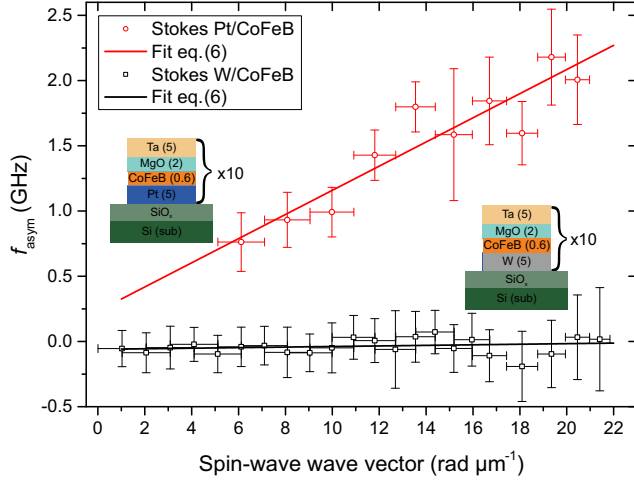 Stokes Pt/CoFeB
Fit eq.(6)
Stokes W/CoFeB
Fit eq.(6)
2.5
2.0
1.5
1.0
0.5
0.0
-0.5
f_asym (GHz)
Ta (5)
MgO (2)
CoFeB (0.6)
Pt (5)
SiOₓ
Si (sub)
x10
Ta (5)
MgO (2)
CoFeB (0.6)
W (5)
SiOₓ
Si (sub)
x10
0 2 4 6 8 10 12 14 16 18 20 22
Spin-wave wave vector (rad µm⁻¹)